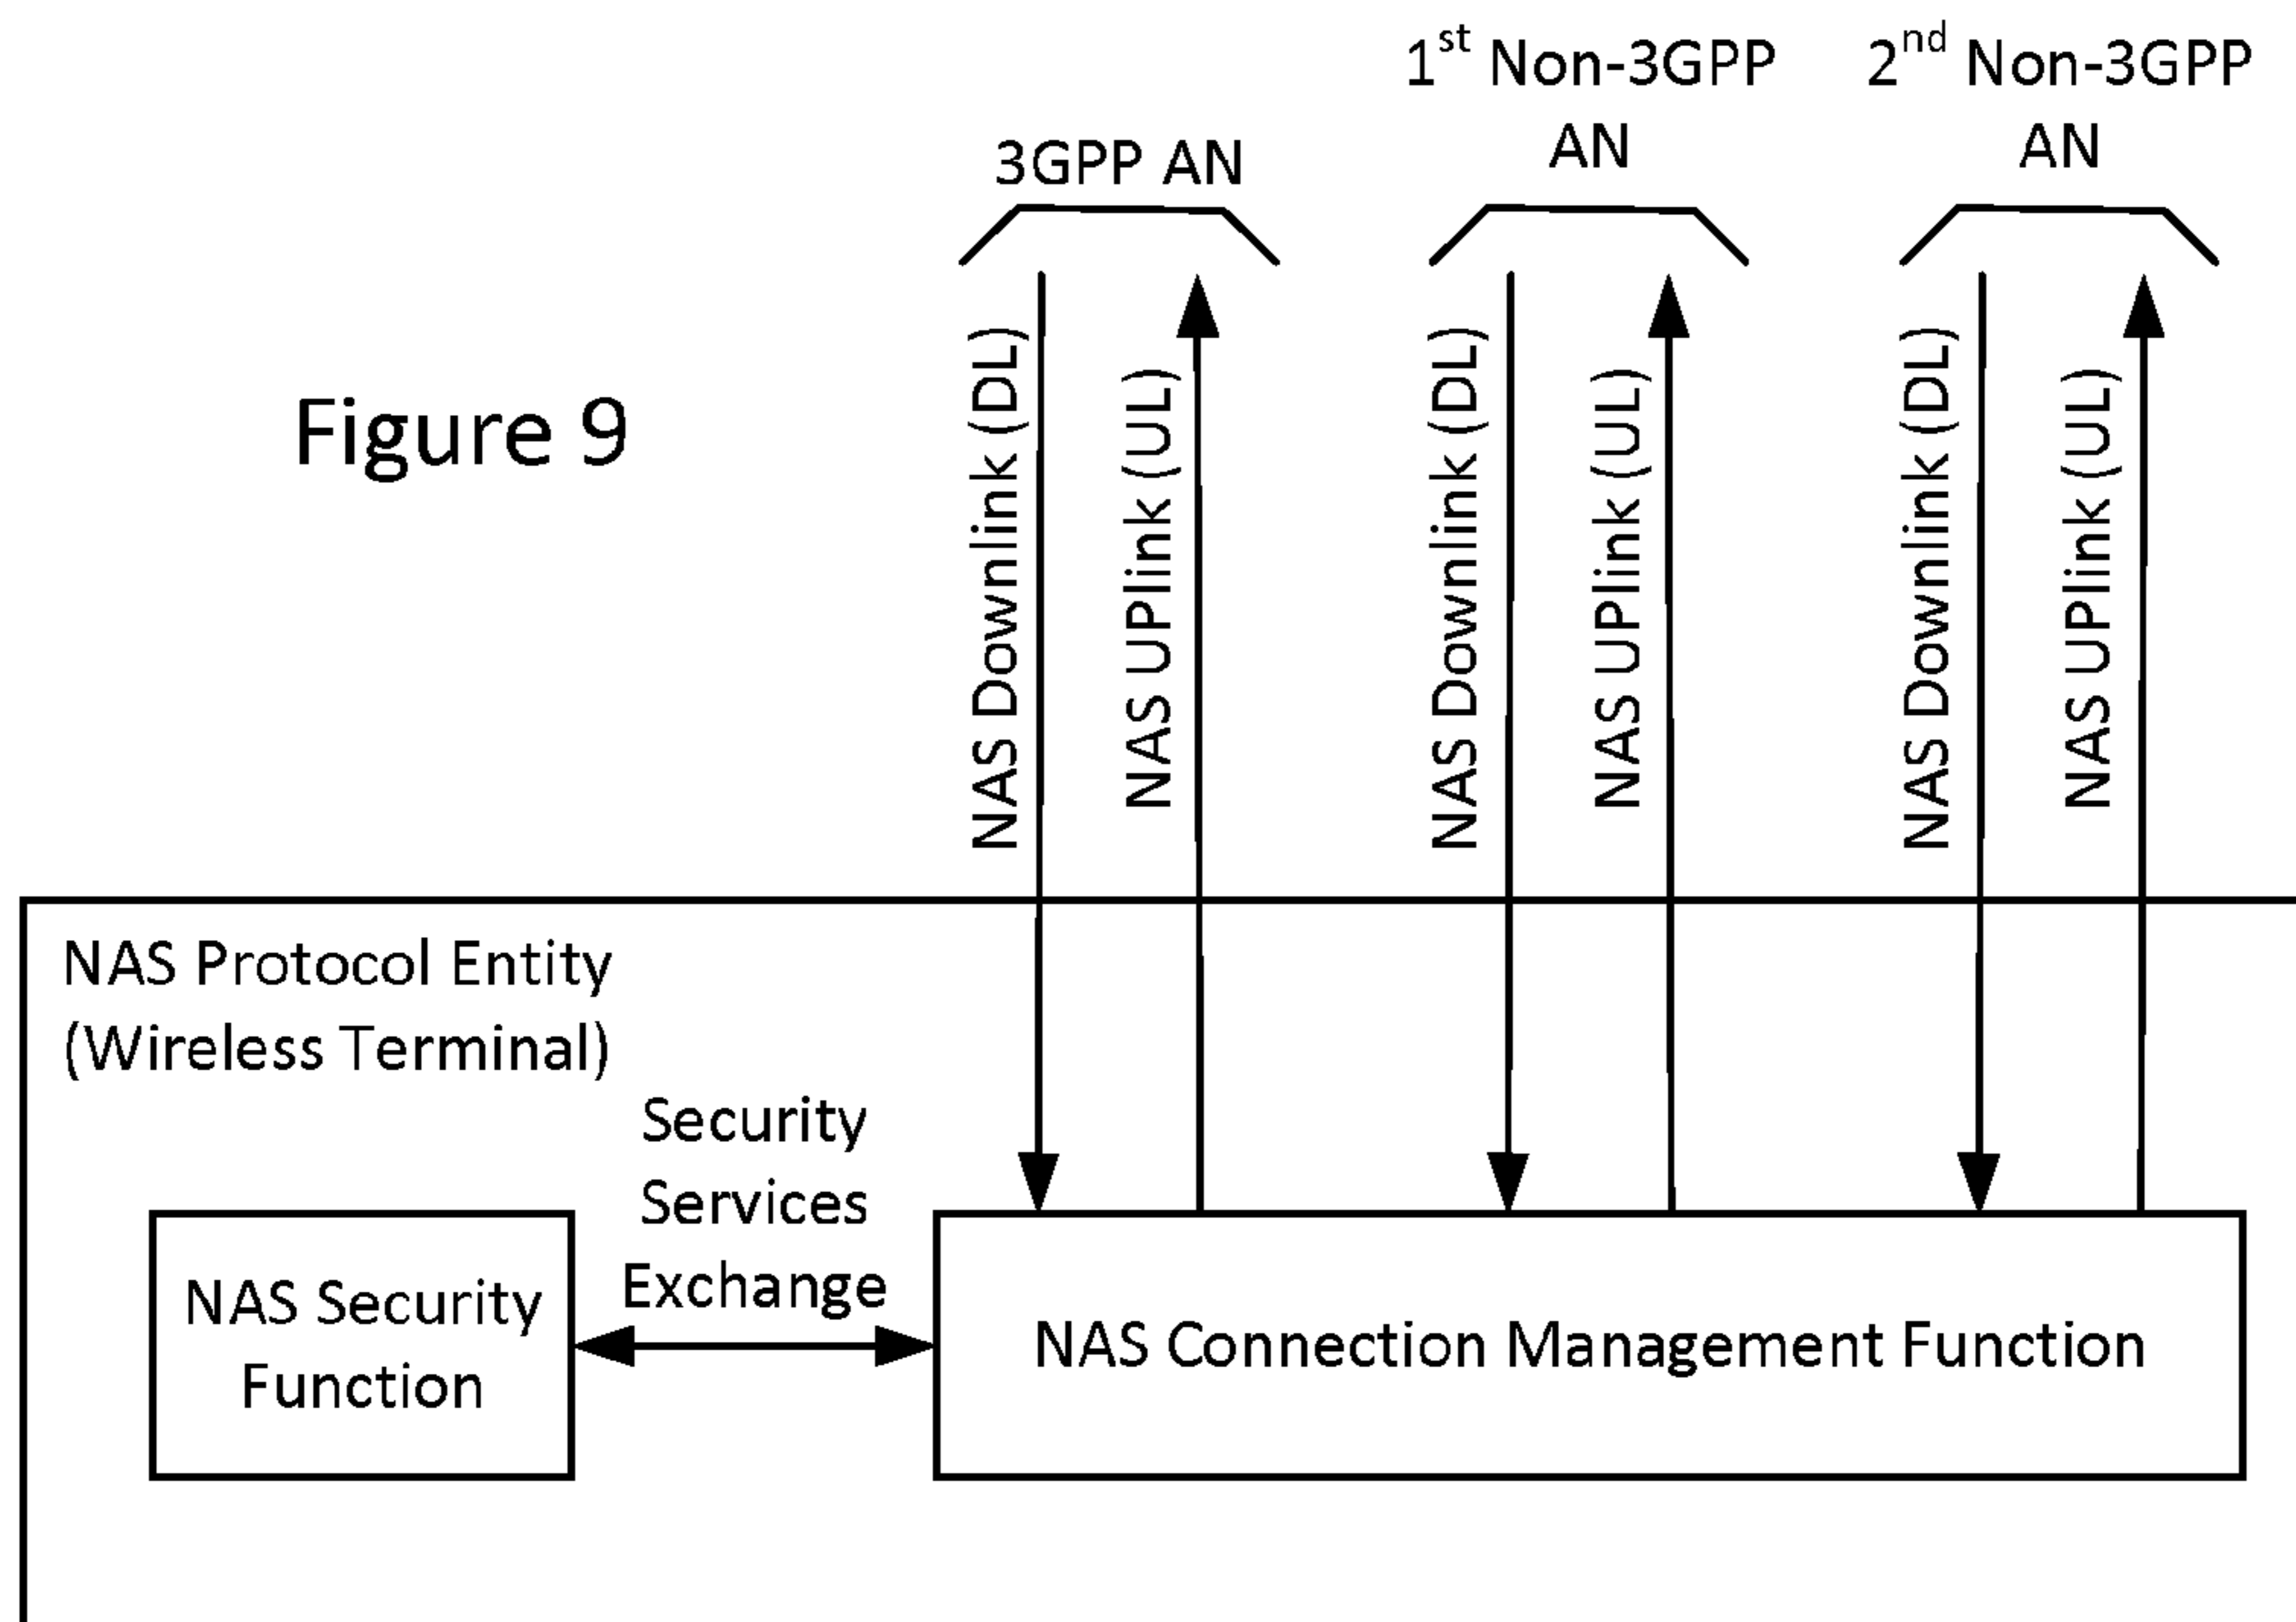 1st Non-3GPP
AN
2nd Non-3GPP
AN
3GPP AN
Figure 9
NAS Downlink (DL)
NAS UPlink (UL)
NAS Downlink (DL)
NAS UPlink (UL)
NAS Downlink (DL)
NAS UPlink (UL)
NAS Protocol Entity
(Wireless Terminal)
Security
Services
Exchange
NAS Security
Function
NAS Connection Management Function